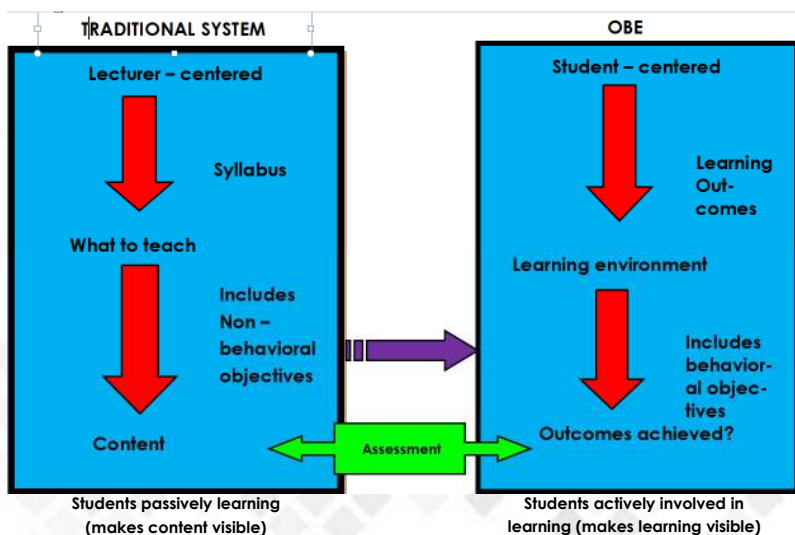 TRADITIONAL SYSTEM
Lecturer – centered
Syllabus
What to teach
Includes
Non –
behavioral
objectives
Content
Students passively learning
(makes content visible)
Assessment
OBE
Student – centered
Learning
Out-
comes
Learning environment
Includes
behavior-
al objec-
tives
Outcomes achieved?
Students actively involved in
learning (makes learning visible)